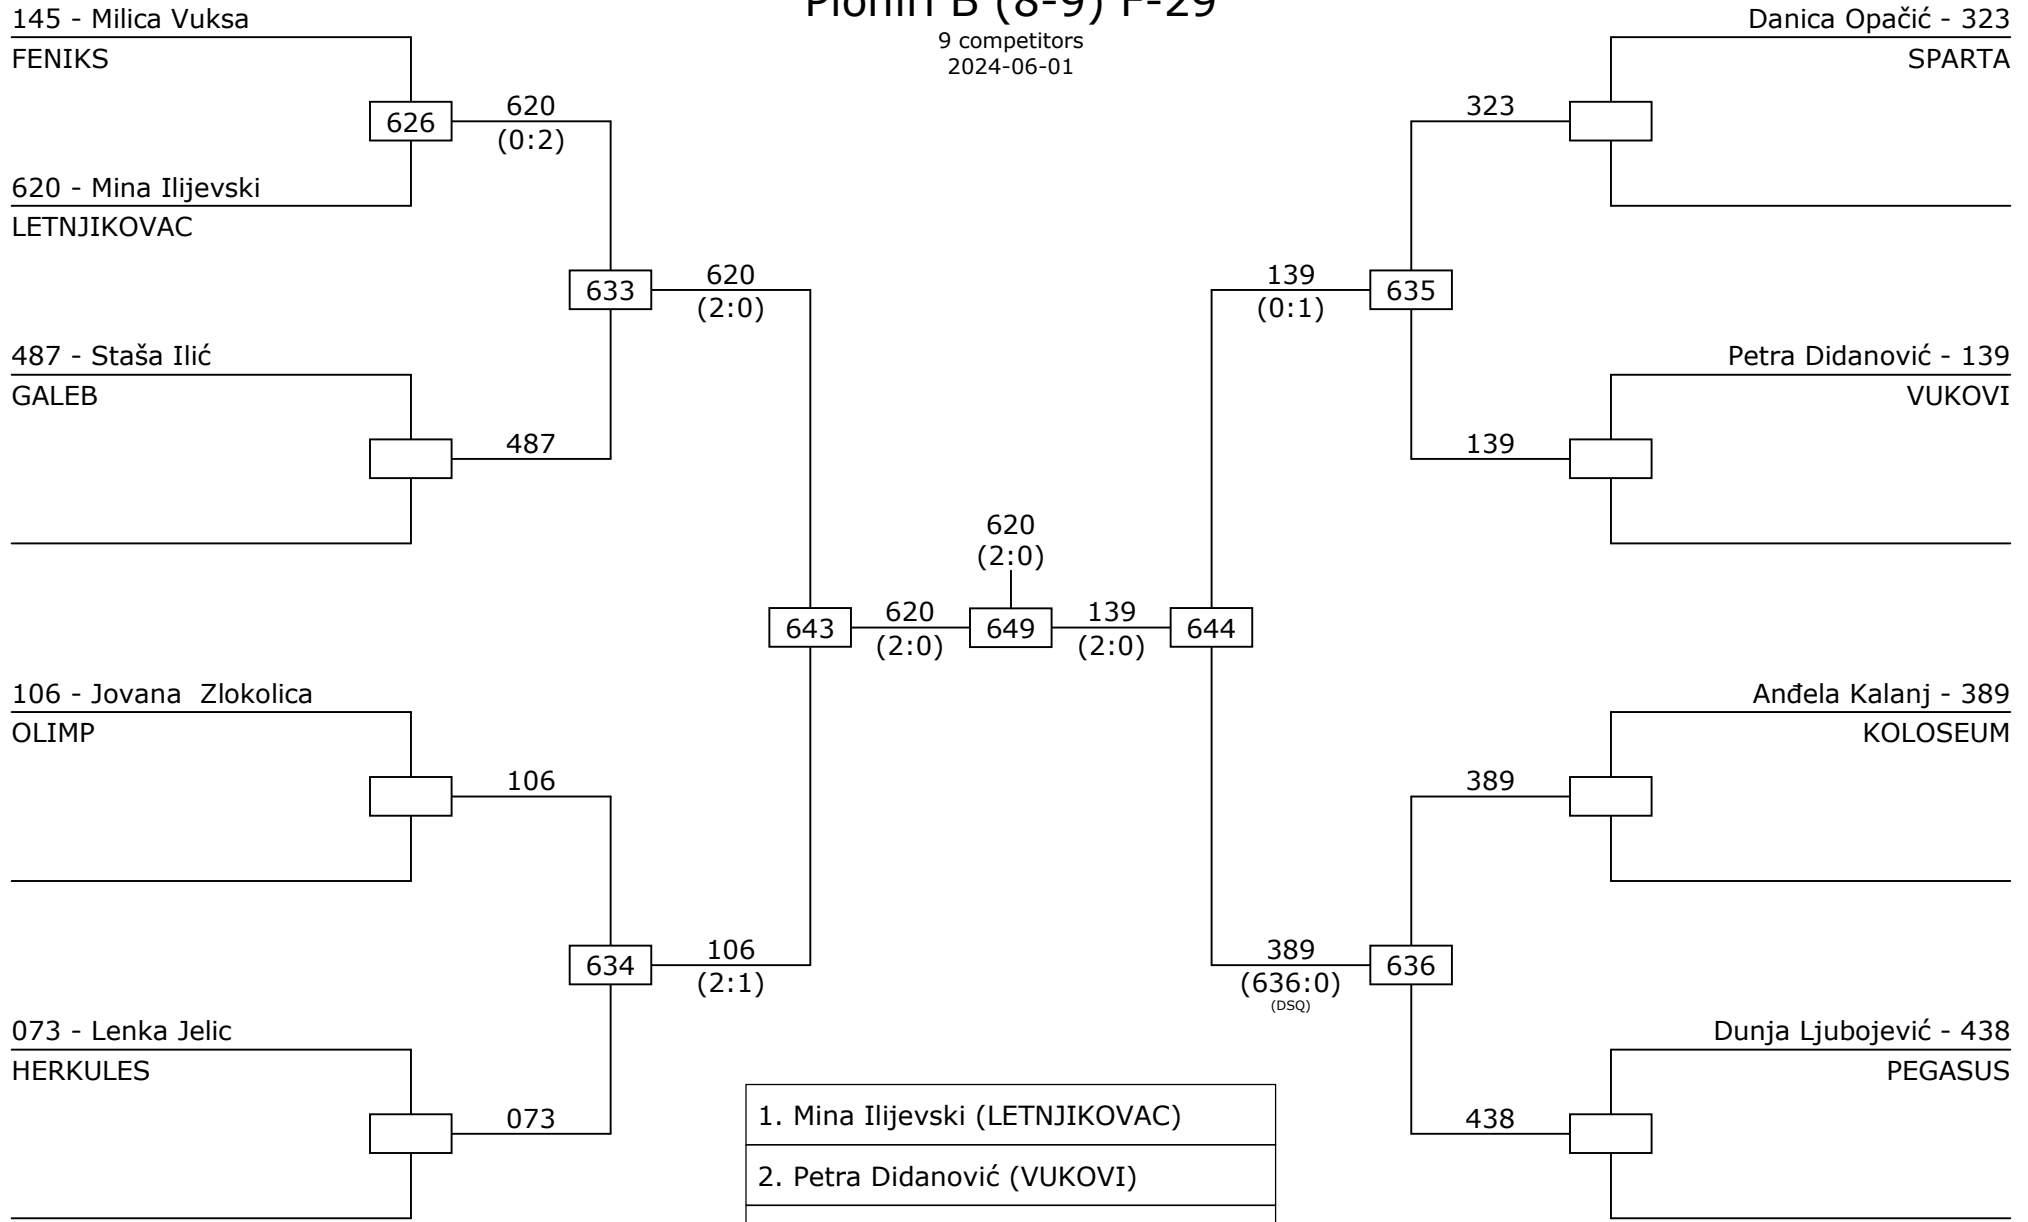 Pioniri B (8-9) F-29
9 competitors
2024-06-01
145 - Milica Vuksa
FENIKS
626
620
(0:2)
620 - Mina Ilijevski
LETNJIKOVAC
633
620
(2:0)
487 - Staša Ilić
GALEB
487
106 - Jovana  Zlokolica
OLIMP
106
634
106
(2:1)
073 - Lenka Jelic
HERKULES
073
643
620
(2:0)
620
(2:0)
649
139
(2:0)
644
Danica Opačić - 323
SPARTA
323
139
(0:1)
635
Petra Didanović - 139
VUKOVI
139
Anđela Kalanj - 389
KOLOSEUM
389
389
(636:0)
(DSQ)
636
Dunja Ljubojević - 438
PEGASUS
438
1. Mina Ilijevski (LETNJIKOVAC)
2. Petra Didanović (VUKOVI)